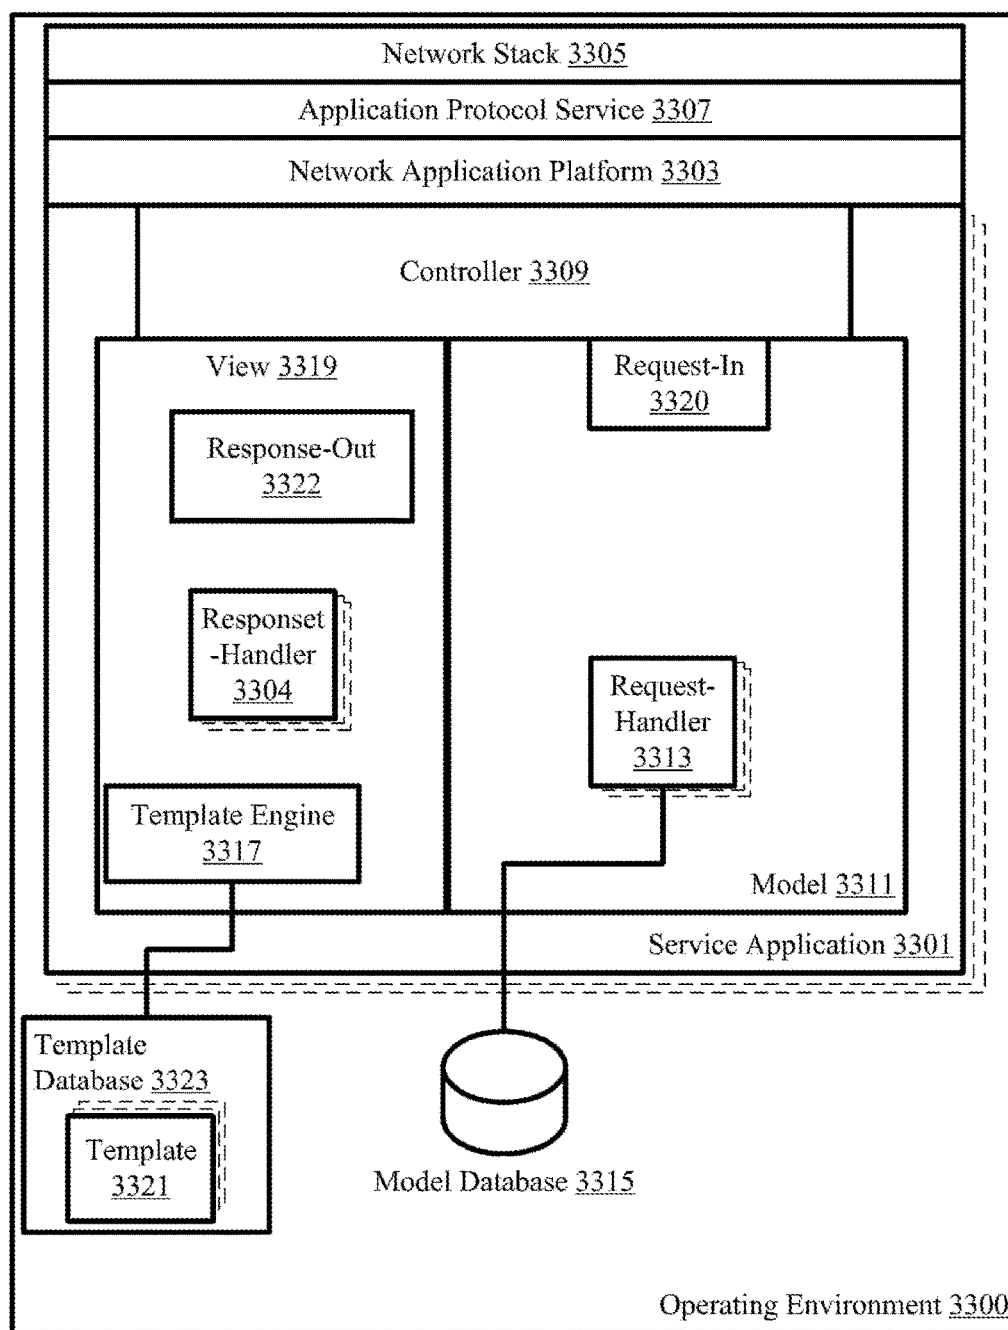 Network Stack 3305
Application Protocol Service 3307
Network Application Platform 3303
Controller 3309
View 3319
Response-Out
3322
Responset
-Handler
3304
Template Engine
3317
Request-In
3320
Request-
Handler
3313
Model 3311
Service Application 3301
Template
Database 3323
Template
3321
Model Database 3315
Operating Environment 3300